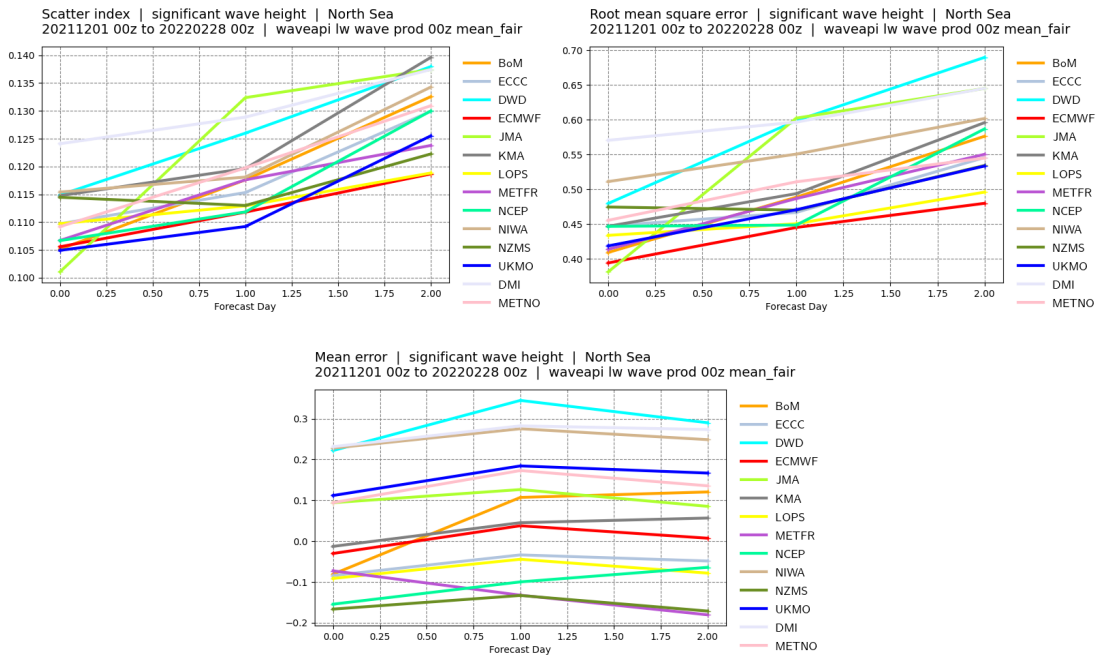 Scatter index | significant wave height | North Sea
20211201 00z to 20220228 00z | waveapi lw wave prod 00z mean_fair
0.140
0.135
0.130
0.125
0.120
0.115
0.110
0.105
0.100
0.00 0.25 0.50 0.75 1.00 1.25 1.50 1.75 2.00
Forecast Day
BoM
ECCC
DWD
ECMWF
JMA
KMA
LOPS
METFR
NCEP
NIWA
NZMS
UKMO
DMI
METNO
Root mean square error | significant wave height | North Sea
20211201 00z to 20220228 00z | waveapi lw wave prod 00z mean_fair
0.70
0.65
0.60
0.55
0.50
0.45
0.40
0.00 0.25 0.50 0.75 1.00 1.25 1.50 1.75 2.00
Forecast Day
BoM
ECCC
DWD
ECMWF
JMA
KMA
LOPS
METFR
NCEP
NIWA
NZMS
UKMO
DMI
METNO
Mean error | significant wave height | North Sea
20211201 00z to 20220228 00z | waveapi lw wave prod 00z mean_fair
0.3
0.2
0.1
0.0
−0.1
−0.2
0.00 0.25 0.50 0.75 1.00 1.25 1.50 1.75 2.00
Forecast Day
BoM
ECCC
DWD
ECMWF
JMA
KMA
LOPS
METFR
NCEP
NIWA
NZMS
UKMO
DMI
METNO